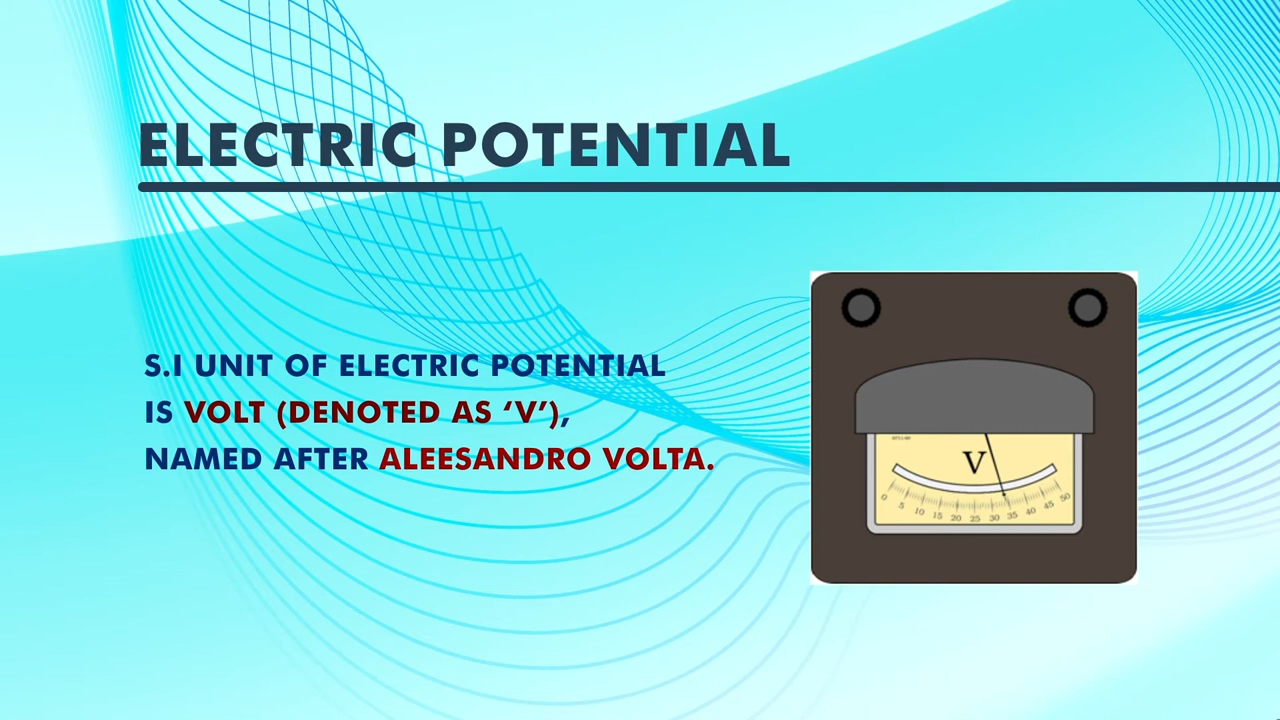 ELECTRIC POTENTIAL
S.I UNIT OF ELECTRIC POTENTIAL
IS VOLT (DENOTED AS ‘V’),
NAMED AFTER ALEESANDRO VOLTA.
V
0 5 10 15 20 25 30 35 40 45 50